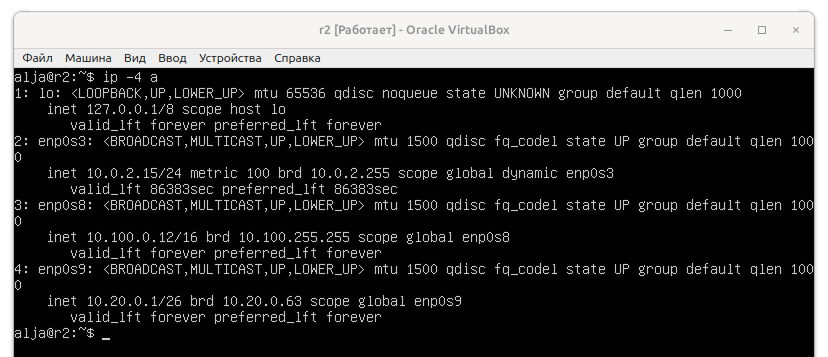 r2 [Работает] - Oracle VirtualBox
Файл Машина Вид Ввод Устройства Справка
alja@r2:~$ ip -4 a
1: lo: <LOOPBACK,UP,LOWER_UP> mtu 65536 qdisc noqueue state UNKNOWN group default qlen 1000
    inet 127.0.0.1/8 scope host lo
       valid_lft forever preferred_lft forever
2: enp0s3: <BROADCAST,MULTICAST,UP,LOWER_UP> mtu 1500 qdisc fq_codel state UP group default qlen 100
0
    inet 10.0.2.15/24 metric 100 brd 10.0.2.255 scope global dynamic enp0s3
       valid_lft 86383sec preferred_lft 86383sec
3: enp0s8: <BROADCAST,MULTICAST,UP,LOWER_UP> mtu 1500 qdisc fq_codel state UP group default qlen 100
0
    inet 10.100.0.12/16 brd 10.100.255.255 scope global enp0s8
       valid_lft forever preferred_lft forever
4: enp0s9: <BROADCAST,MULTICAST,UP,LOWER_UP> mtu 1500 qdisc fq_codel state UP group default qlen 100
0
    inet 10.20.0.1/26 brd 10.20.0.63 scope global enp0s9
       valid_lft forever preferred_lft forever
alja@r2:~$ _